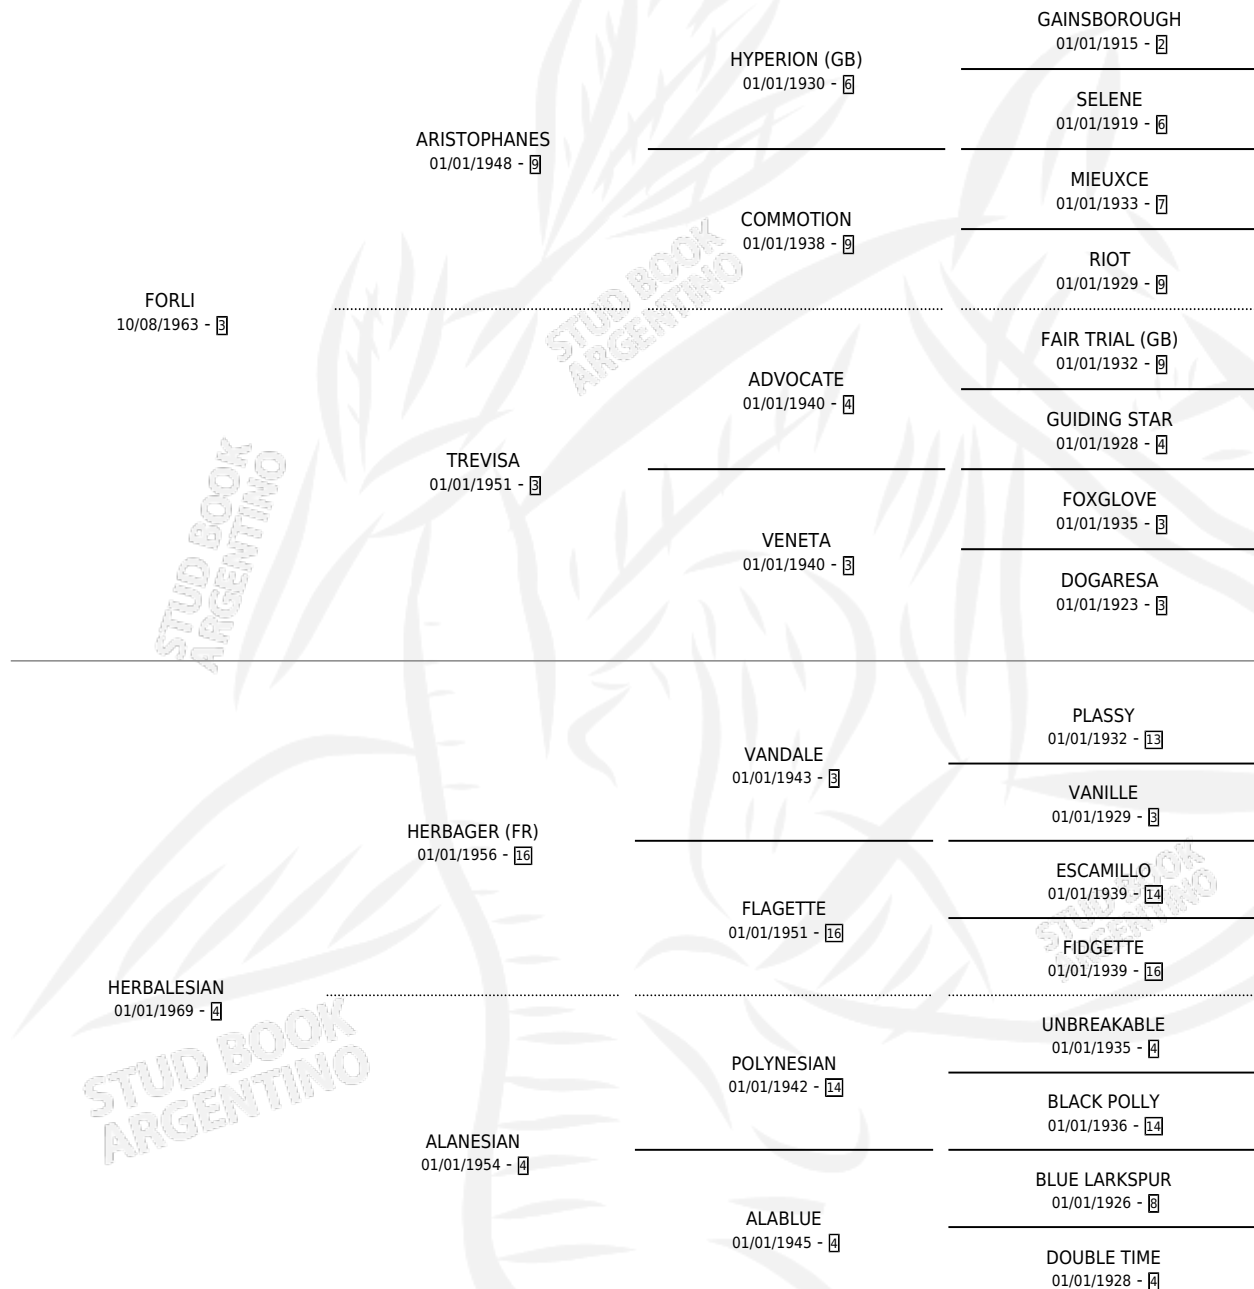 GAINSBOROUGH
01/01/1915 - 2
HYPERION (GB)
01/01/1930 - 6
SELENE
01/01/1919 - 6
ARISTOPHANES
01/01/1948 - 9
MIEUXCE
01/01/1933 - 7
COMMOTION
01/01/1938 - 9
RIOT
01/01/1929 - 9
FORLI
10/08/1963 - 3
FAIR TRIAL (GB)
01/01/1932 - 9
ADVOCATE
01/01/1940 - 4
GUIDING STAR
01/01/1928 - 4
TREVISA
01/01/1951 - 3
FOXGLOVE
01/01/1935 - 3
VENETA
01/01/1940 - 3
DOGARESA
01/01/1923 - 3
STUD BOOK
ARGENTINO
STUD BOOK
ARGENTINO
PLASSY
01/01/1932 - 13
VANDALE
01/01/1943 - 3
VANILLE
01/01/1929 - 3
HERBAGER (FR)
01/01/1956 - 16
ESCAMILLO
01/01/1939 - 14
FLAGETTE
01/01/1951 - 16
FIDGETTE
01/01/1939 - 16
HERBALESIAN
01/01/1969 - 4
UNBREAKABLE
01/01/1935 - 4
POLYNESIAN
01/01/1942 - 14
BLACK POLLY
01/01/1936 - 14
ALANESIAN
01/01/1954 - 4
BLUE LARKSPUR
01/01/1926 - 8
ALABLUE
01/01/1945 - 4
DOUBLE TIME
01/01/1928 - 4
STUD BOOK
ARGENTINO
STUD BOOK
ARGENTINO